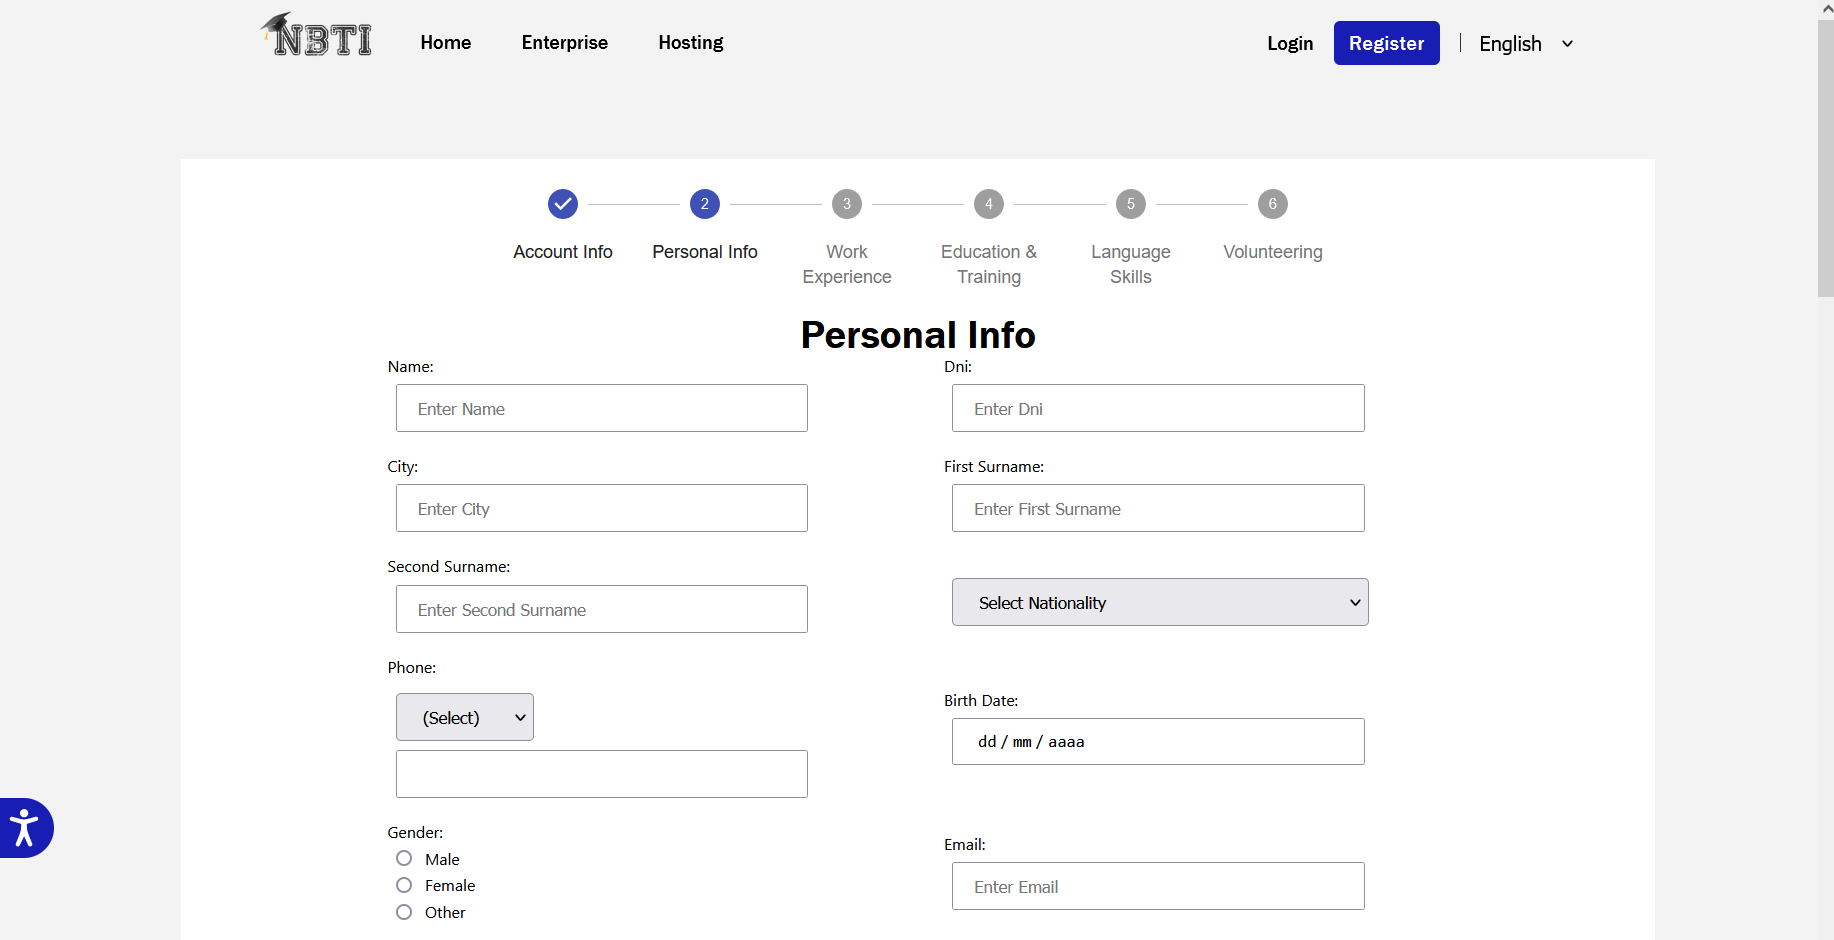 NBTI
Home Enterprise Hosting
Login Register | English
2 3 4 5 6
Account Info Personal Info Work Experience Education & Training Language Skills Volunteering
Personal Info
Name: Dni:
Enter Name Enter Dni
City: First Surname:
Enter City Enter First Surname
Second Surname:
Enter Second Surname Select Nationality
Phone:
(Select)
Birth Date:
dd / mm / aaaa
Gender:
Male
Female
Other
Email:
Enter Email